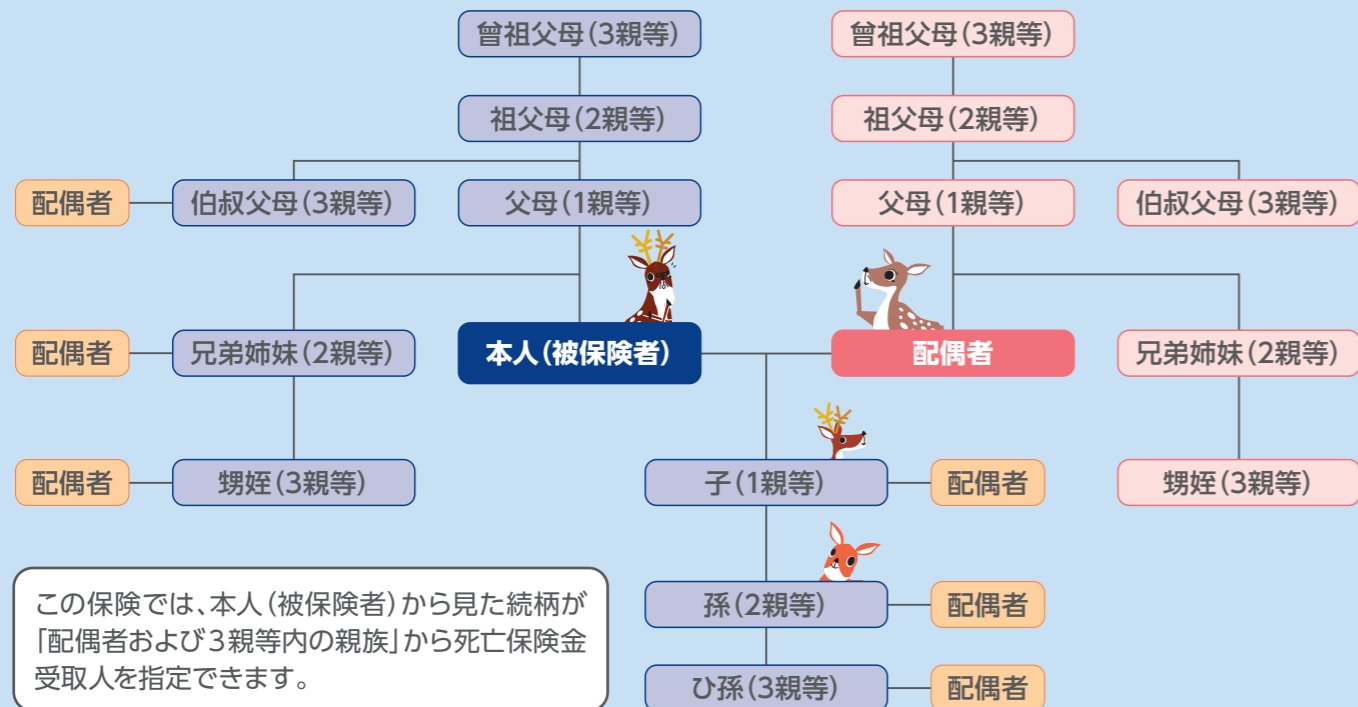 曾祖父母(3親等)
曾祖父母(3親等)
祖父母(2親等)
祖父母(2親等)
配偶者
伯叔父母(3親等)
父母(1親等)
父母(1親等)
伯叔父母(3親等)
配偶者
兄弟姉妹(2親等)
本人(被保険者)
配偶者
兄弟姉妹(2親等)
配偶者
甥姪(3親等)
子(1親等)
配偶者
甥姪(3親等)
孫(2親等)
配偶者
ひ孫(3親等)
配偶者
この保険では、本人(被保険者)から見た続柄が
「配偶者および3親等内の親族」から死亡保険金
受取人を指定できます。